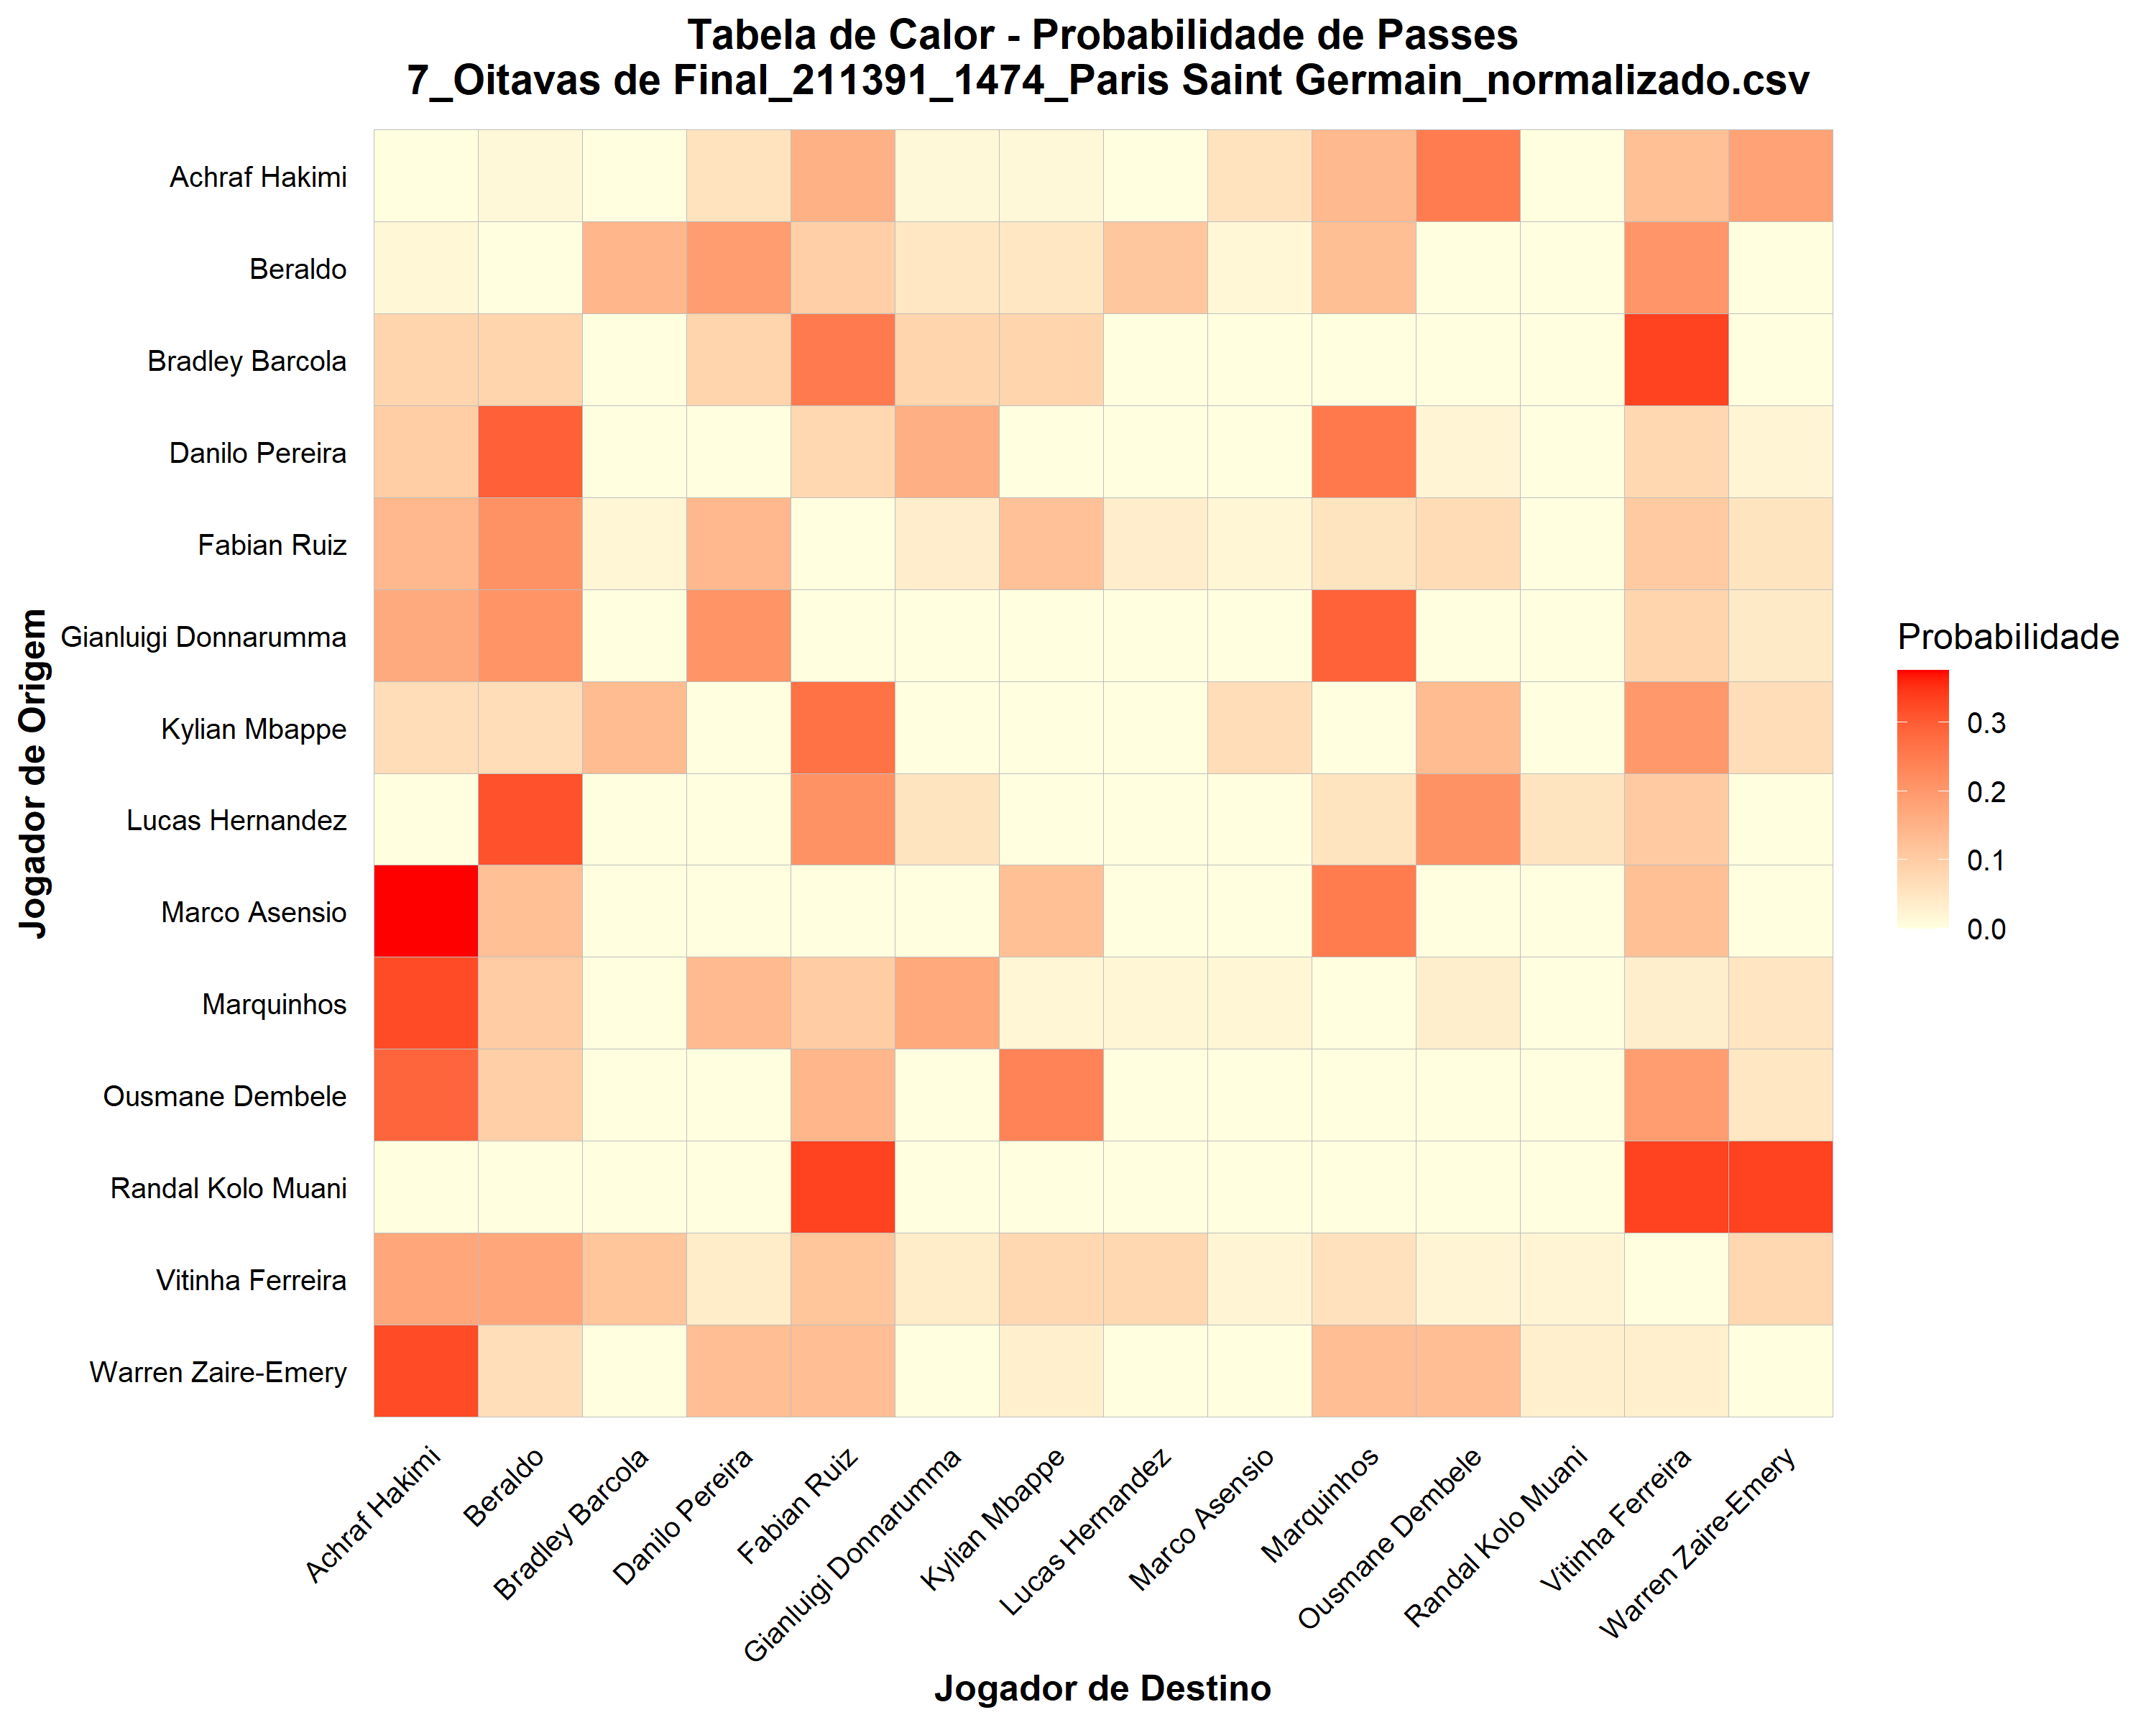 Tabela de Calor - Probabilidade de Passes
7_Oitavas de Final_211391_1474_Paris Saint Germain_normalizado.csv
Jogador de Origem
Achraf Hakimi
Beraldo
Bradley Barcola
Danilo Pereira
Fabian Ruiz
Gianluigi Donnarumma
Kylian Mbappe
Lucas Hernandez
Marco Asensio
Marquinhos
Ousmane Dembele
Randal Kolo Muani
Vitinha Ferreira
Warren Zaire-Emery
Achraf Hakimi
Beraldo
Bradley Barcola
Danilo Pereira
Fabian Ruiz
Gianluigi Donnarumma
Kylian Mbappe
Lucas Hernandez
Marco Asensio
Marquinhos
Ousmane Dembele
Randal Kolo Muani
Vitinha Ferreira
Warren Zaire-Emery
Jogador de Destino
Probabilidade
0.3
0.2
0.1
0.0